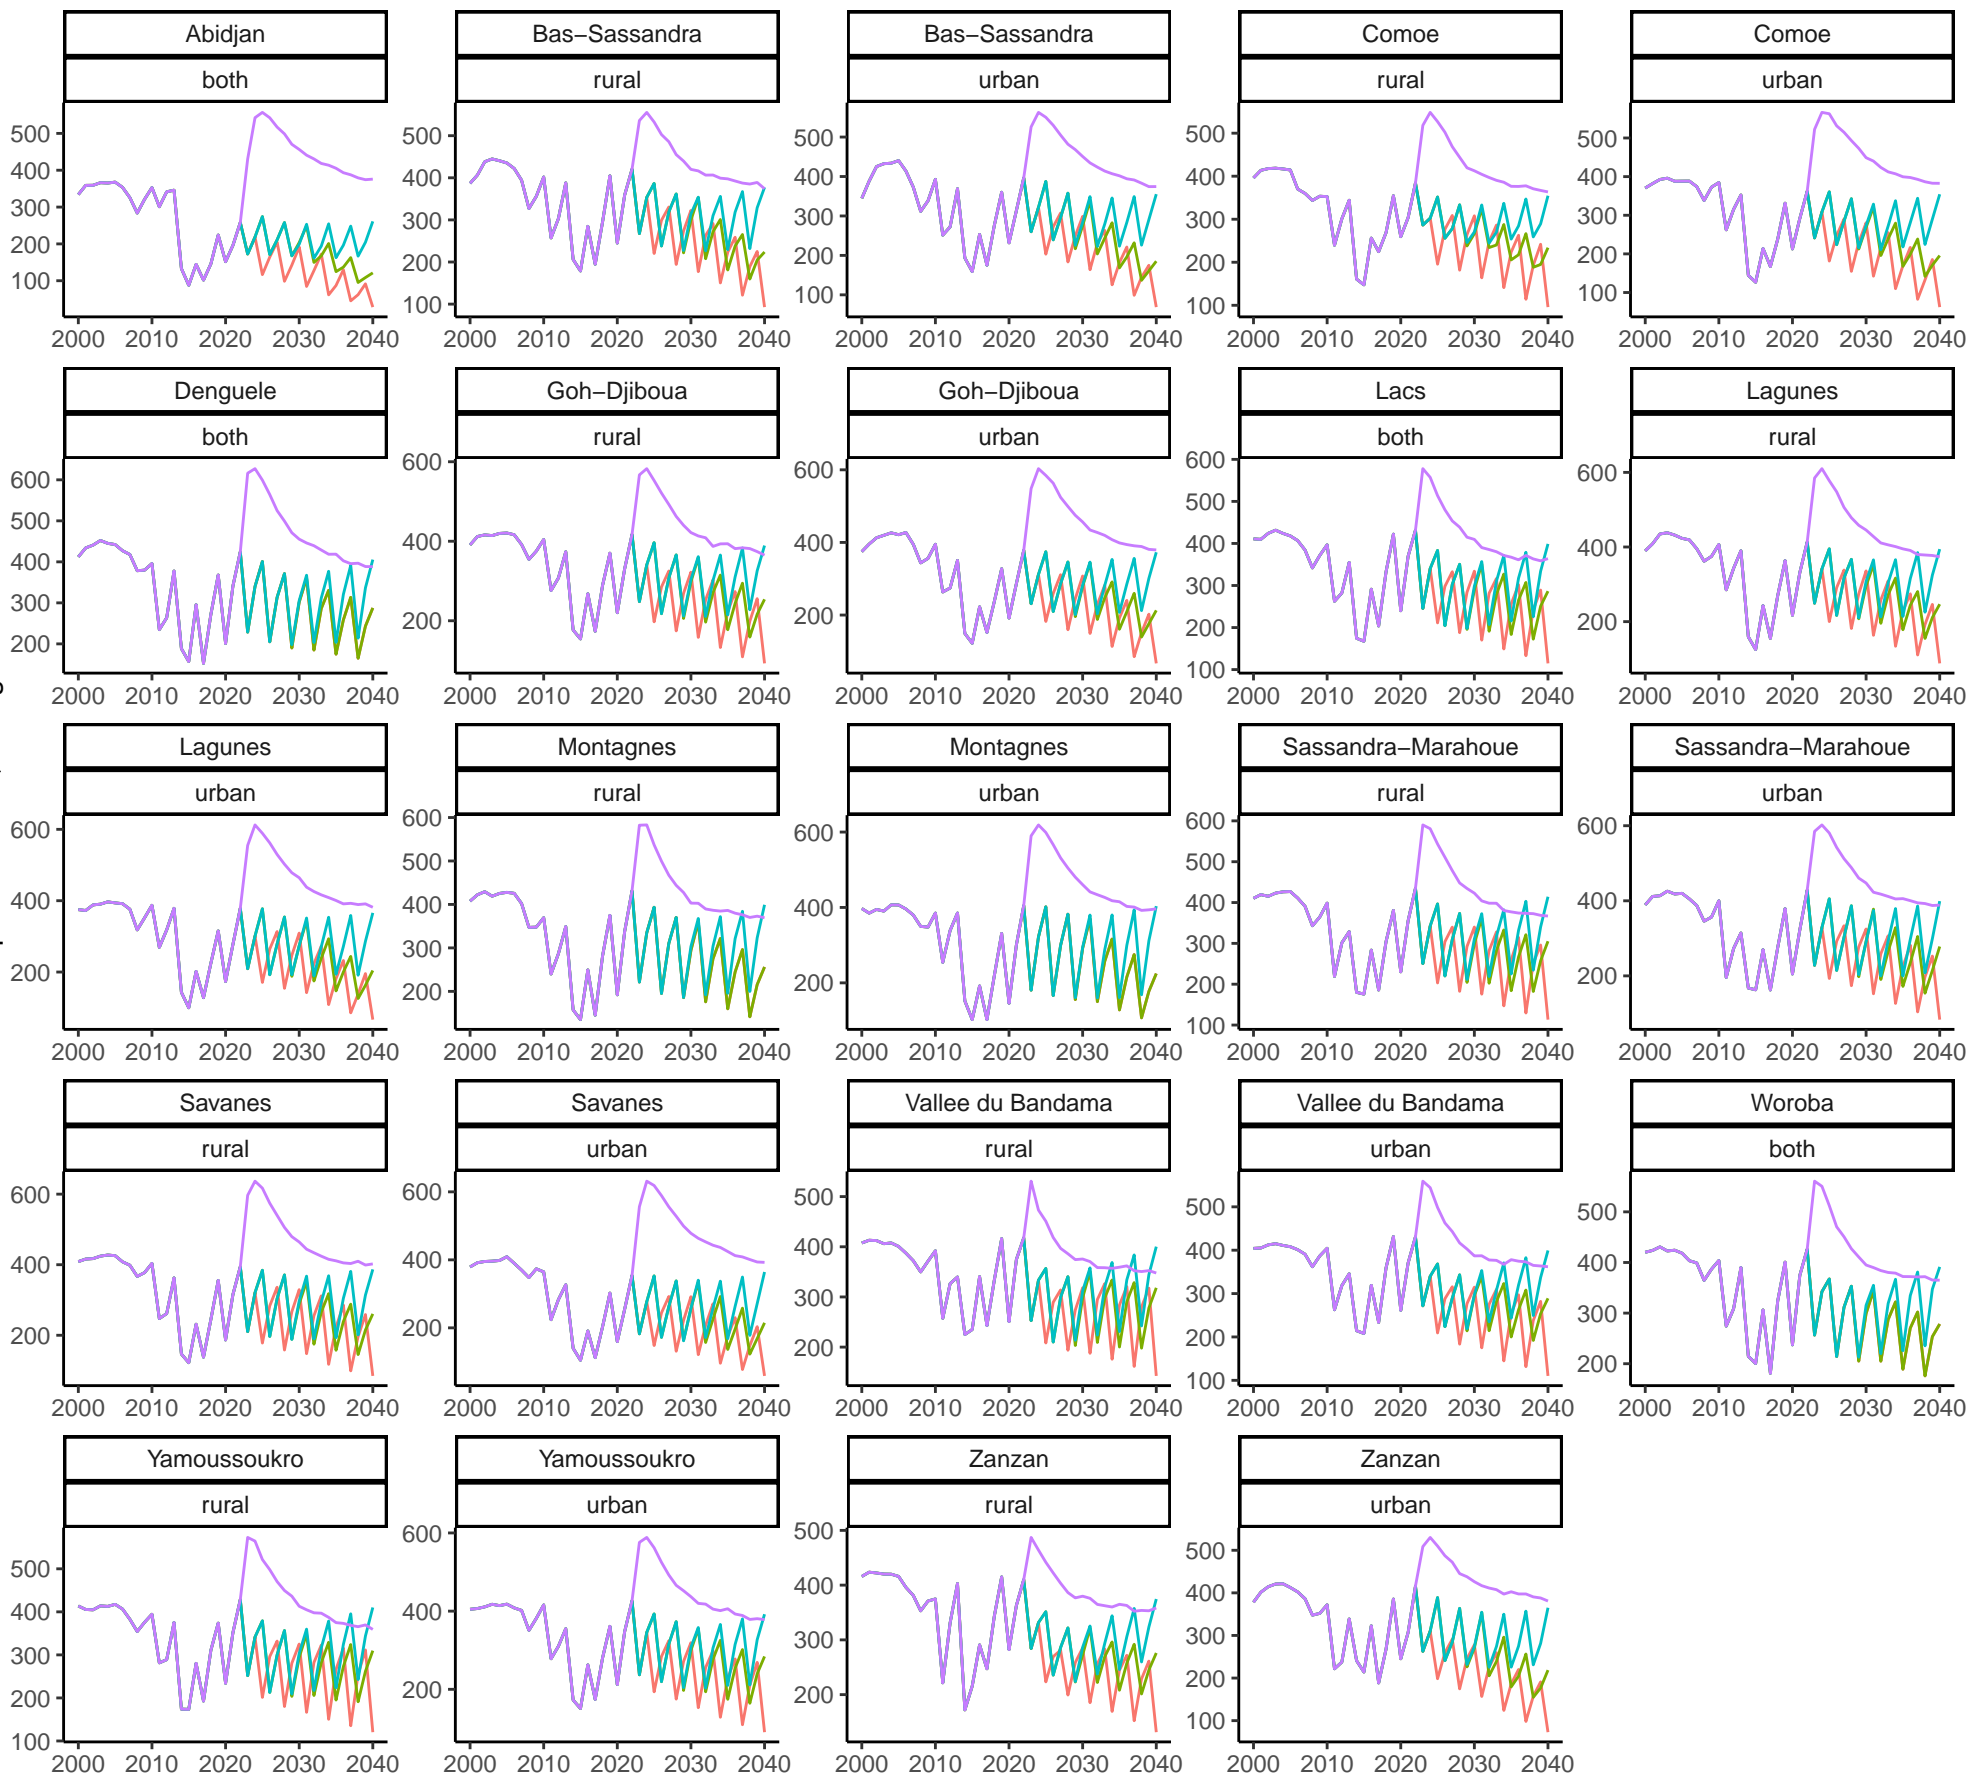 Abidjan Bas−Sassandra Bas−Sassandra Comoe Comoe
both rural urban rural urban
500 400 300 200 100
500 400 300 200 100
500 400 300 200 100
500 400 300 200 100
500 400 300 200 100
2000 2010 2020 2030 2040 2000 2010 2020 2030 2040 2000 2010 2020 2030 2040 2000 2010 2020 2030 2040 2000 2010 2020 2030 2040
Denguele Goh−Djiboua Goh−Djiboua Lacs Lagunes
both rural urban both rural
600 500 400 300 200
600 400 200
600 400 200
600 500 400 300 200 100
600 400 200
2000 2010 2020 2030 2040 2000 2010 2020 2030 2040 2000 2010 2020 2030 2040 2000 2010 2020 2030 2040 2000 2010 2020 2030 2040
Lagunes Montagnes Montagnes Sassandra−Marahoue Sassandra−Marahoue
urban rural urban rural urban
600 400 200
600 500 400 300 200
600 400 200
600 500 400 300 200 100
600 400 200
2000 2010 2020 2030 2040 2000 2010 2020 2030 2040 2000 2010 2020 2030 2040 2000 2010 2020 2030 2040 2000 2010 2020 2030 2040
Savanes Savanes Vallee du Bandama Vallee du Bandama Woroba
rural urban rural urban both
600 400 200
600 400 200
500 400 300 200
500 400 300 200 100
500 400 300 200
2000 2010 2020 2030 2040 2000 2010 2020 2030 2040 2000 2010 2020 2030 2040 2000 2010 2020 2030 2040 2000 2010 2020 2030 2040
Yamoussoukro Yamoussoukro Zanzan Zanzan
rural urban rural urban
500 400 300 200 100
600 400 200
500 400 300 200
500 400 300 200 100
2000 2010 2020 2030 2040 2000 2010 2020 2030 2040 2000 2010 2020 2030 2040 2000 2010 2020 2030 2040